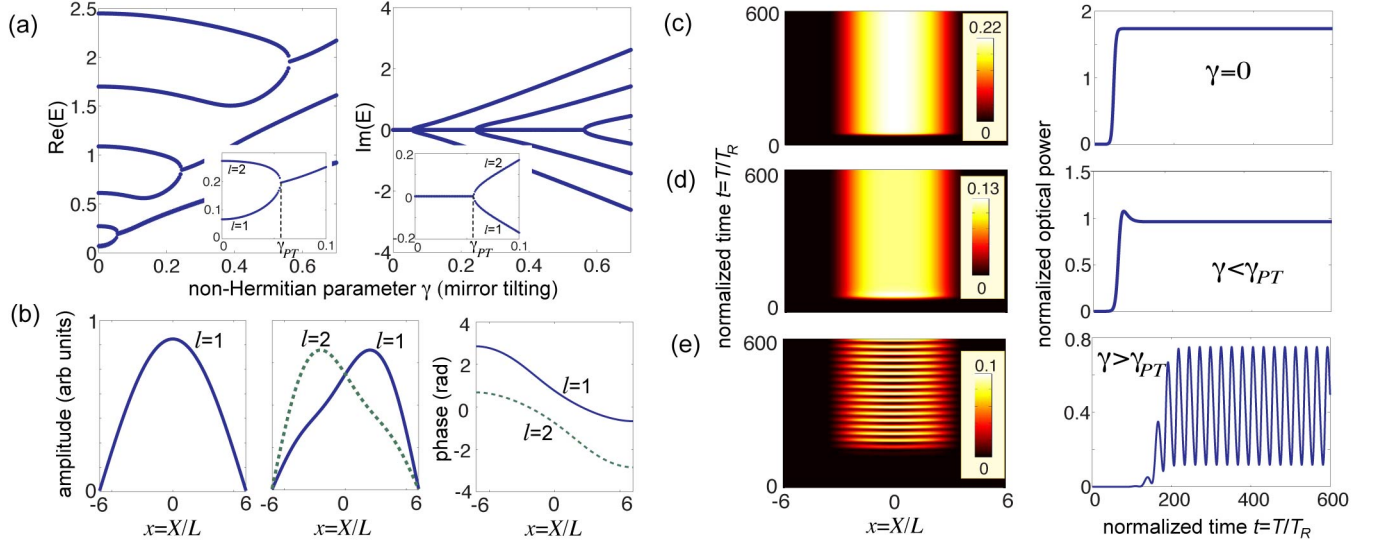 (a)
2.5
2
1.5
1
0.5
0
Re(E)
0 0.2 0.4 0.6
0.2
0.1
0
l=2
l=1
0 γPT 0.1
4
2
0
-2
-4
Im(E)
0 0.2 0.4 0.6
0.2
0
-0.2
l=2
l=1
0 γPT 0.1
non-Hermitian parameter γ (mirror tilting)
(b)
amplitude (arb units)
1
0
l=1
-6 0 6
x=X/L
l=2 l=1
-6 0 6
x=X/L
phase (rad)
4
2
0
-2
-4
l=1
l=2
-6 0 6
x=X/L
(c)
600
0
0.22
0
2
1
0
γ=0
(d)
normalized time t=T/TR
600
0
0.13
0
normalized optical power
1.5
1
0.5
0
γ<γPT
(e)
600
0
0.1
0
-6 0 6
x=X/L
0.8
0.4
0
γ>γPT
0 200 400 600
normalized time t=T/TR